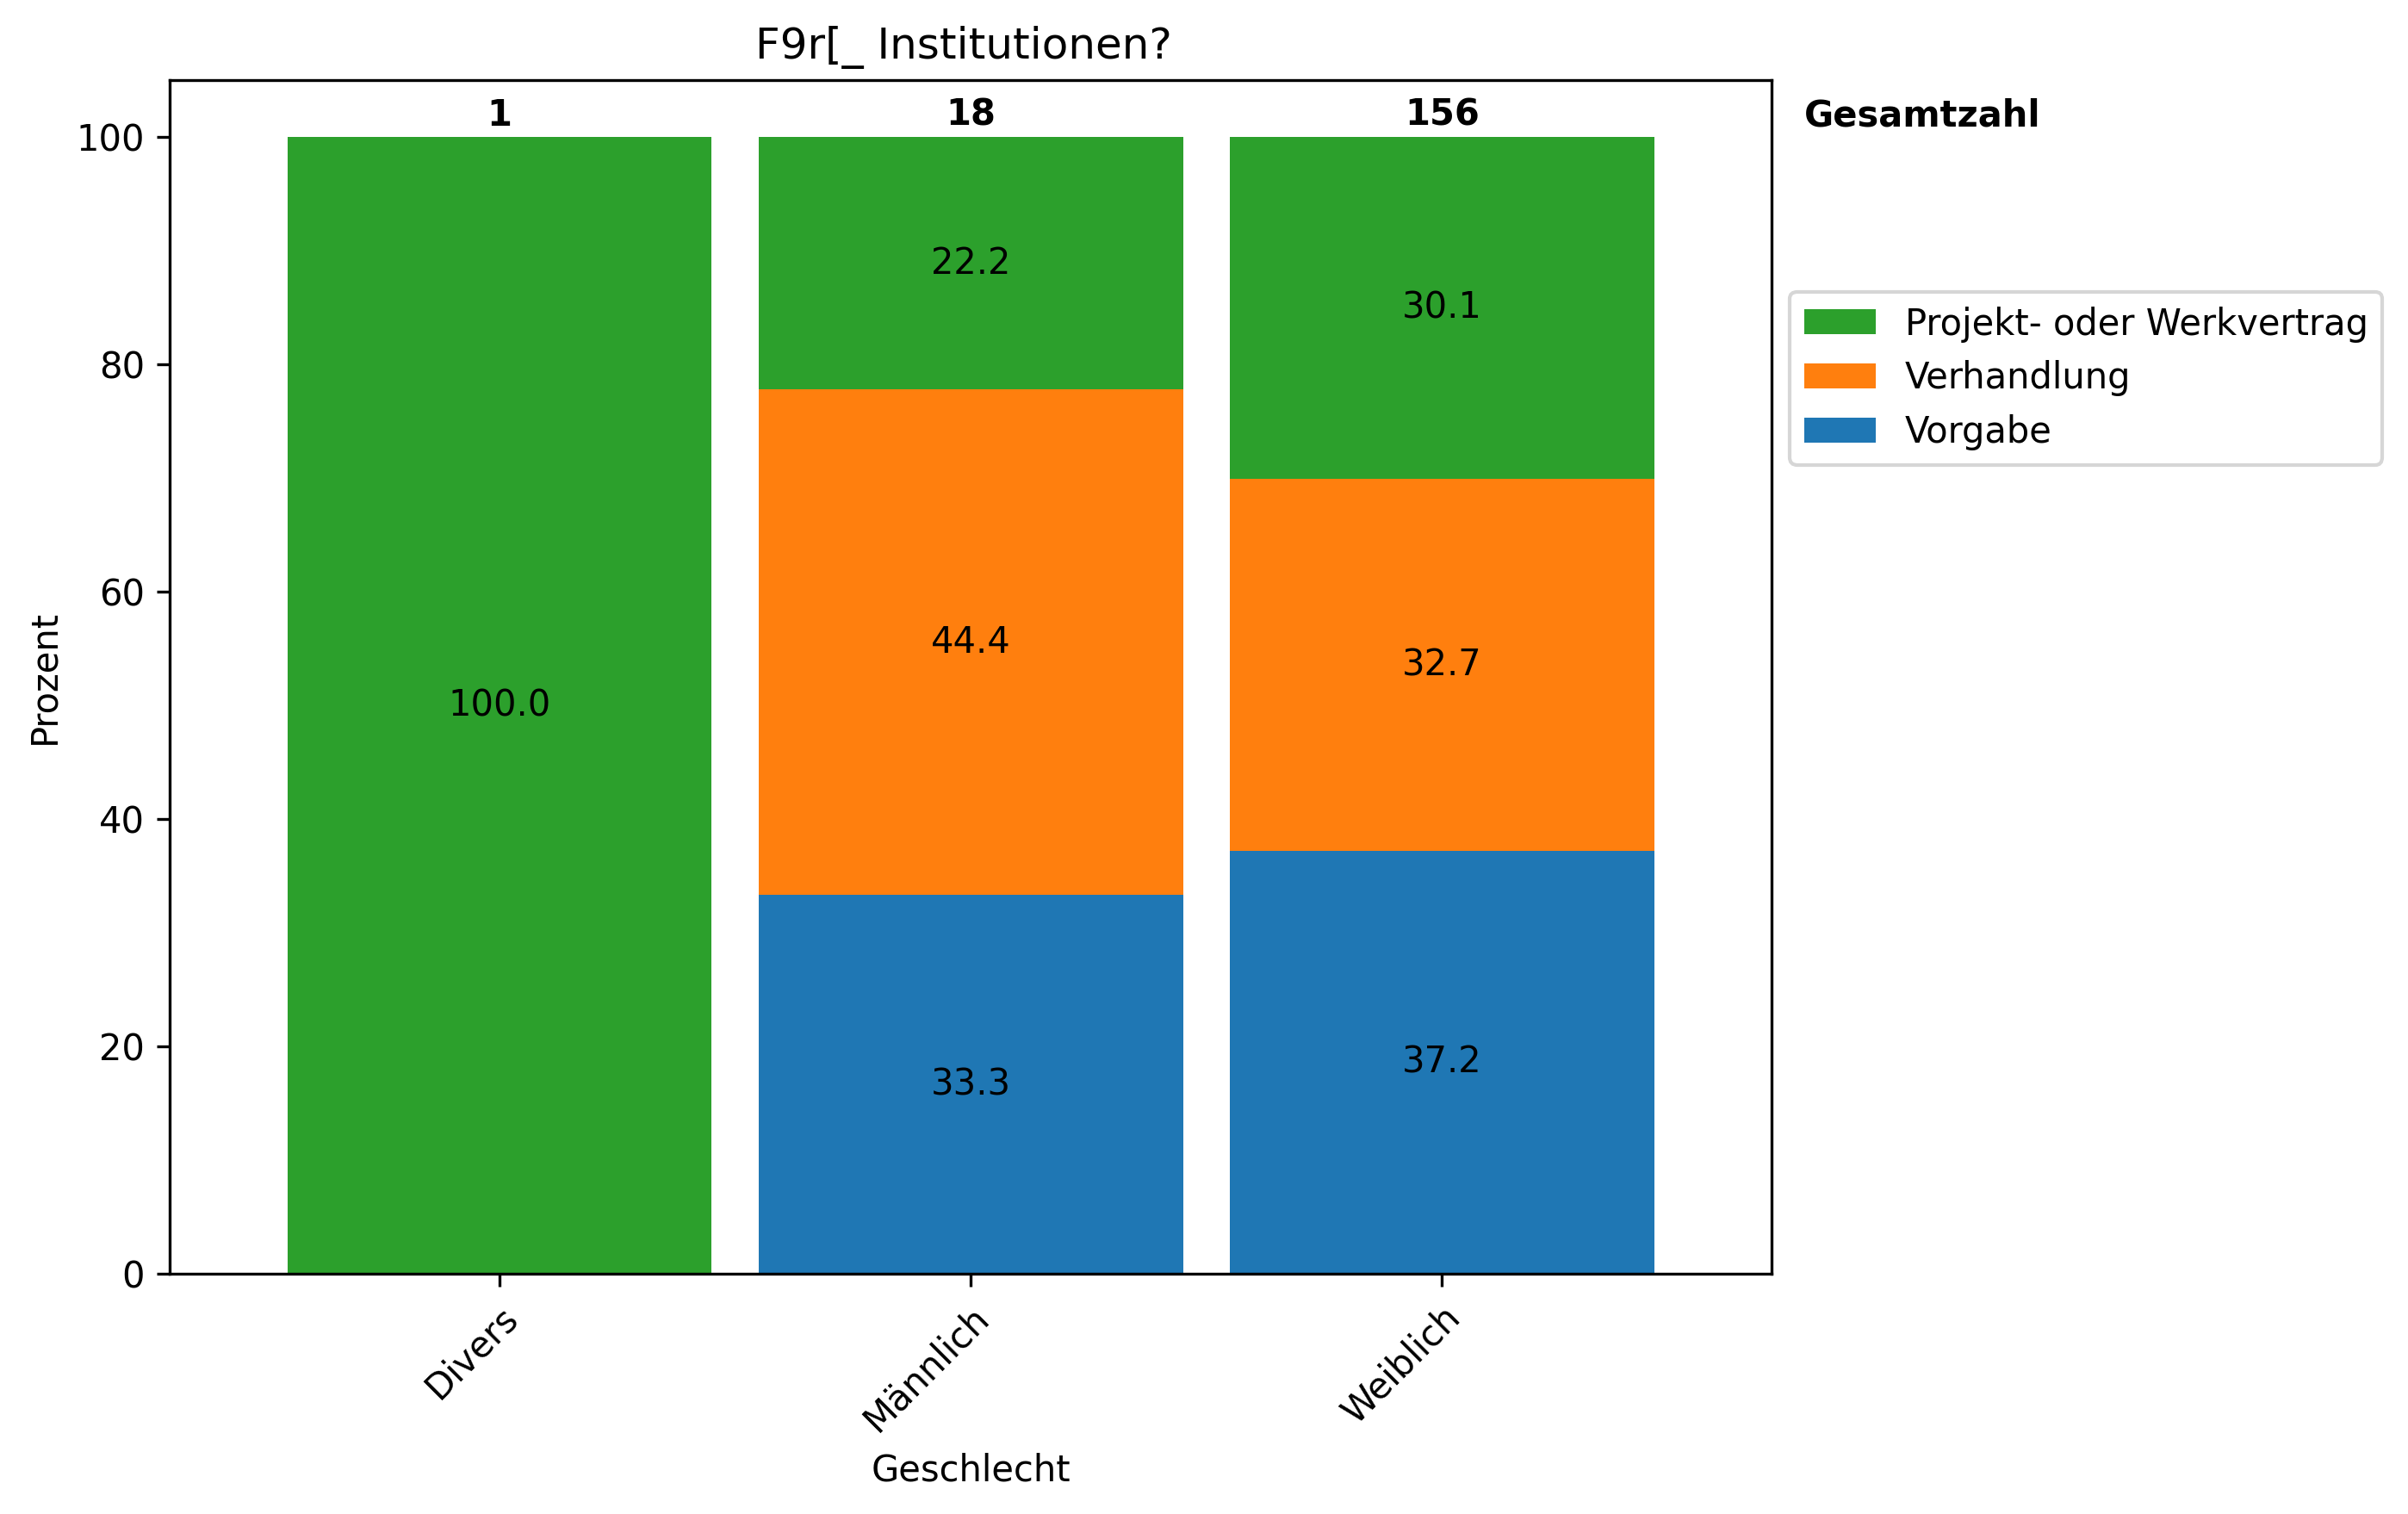 F9r[_ Institutionen?
1
18
156
Gesamtzahl
100
80
60
40
20
0
Prozent
22.2
30.1
44.4
32.7
100.0
33.3
37.2
Projekt- oder Werkvertrag
Verhandlung
Vorgabe
Divers
Männlich
Weiblich
Geschlecht